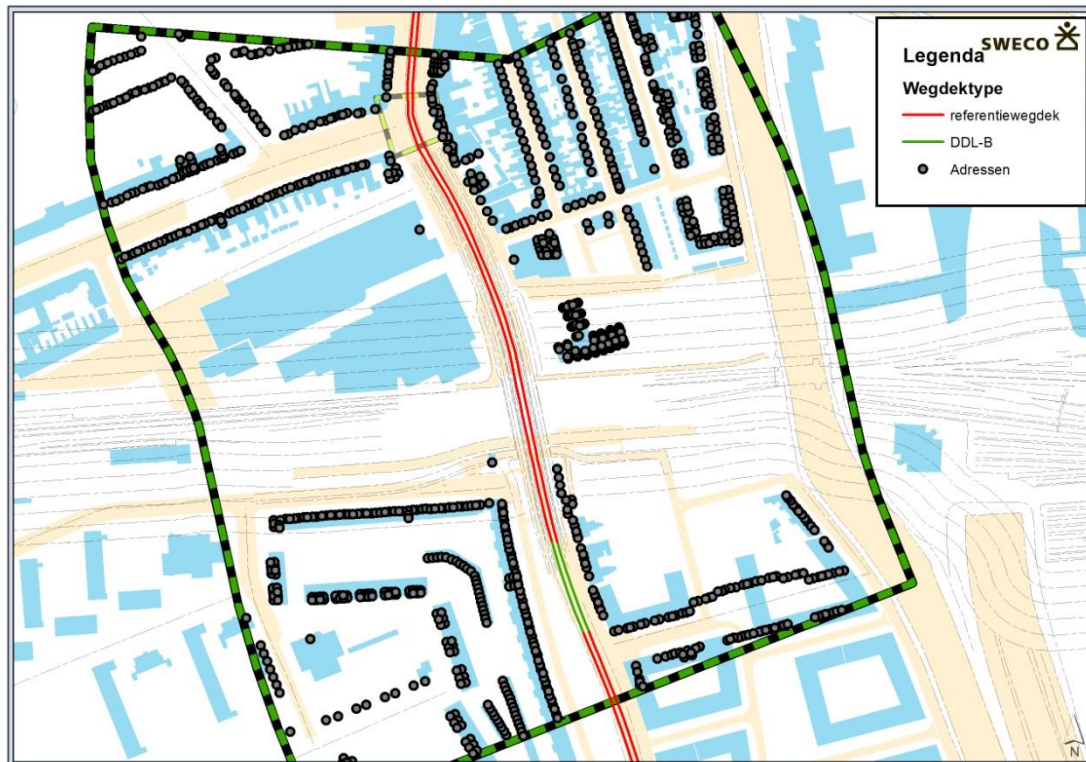 SWECO
Legenda
Wegdektype
referentiewegdek
DDL-B
Adressen
N